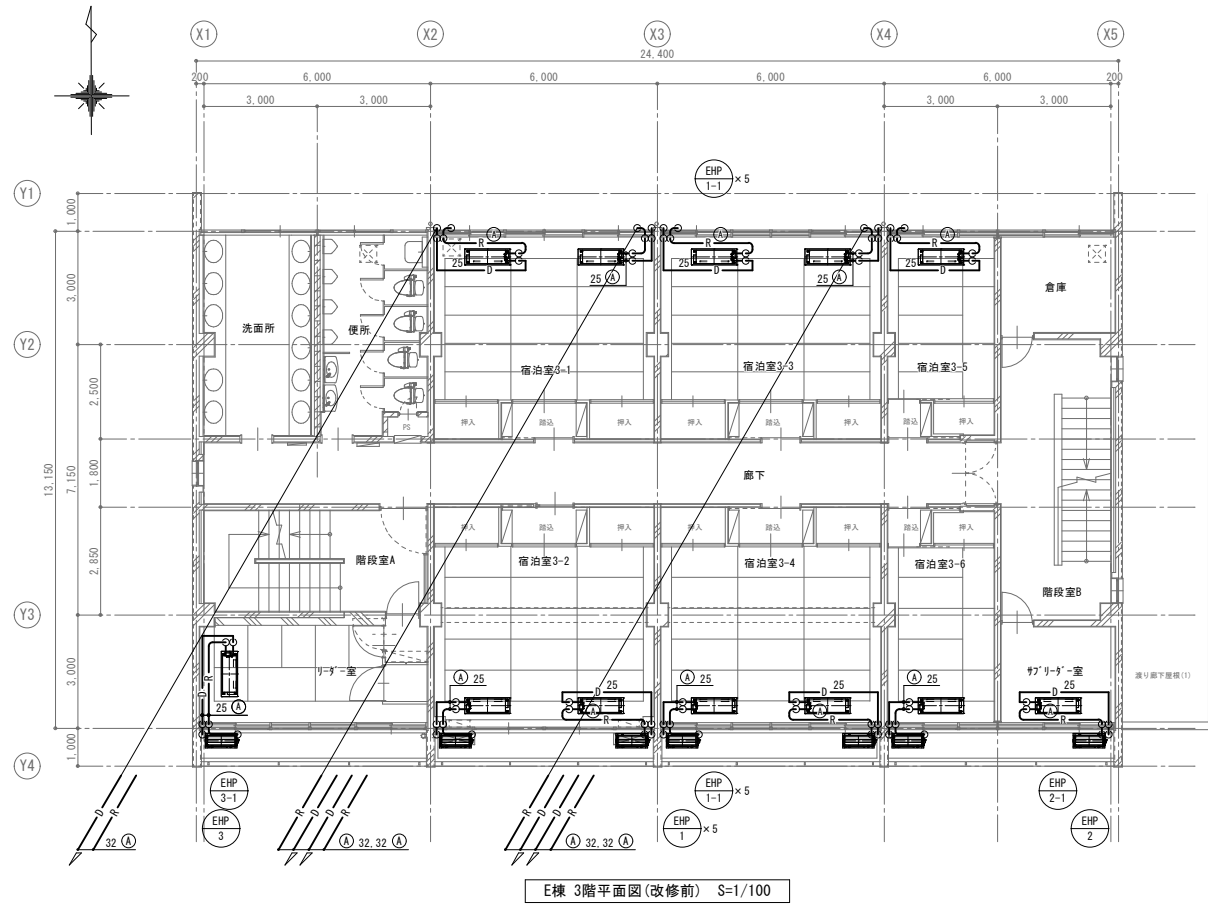 X1 X2 X3 X4 X5
24,400
200 6,000 6,000 6,000 6,000 200
3,000 3,000 3,000 3,000
EHP
1-1 ×5
Y1
1,000
R Ⓐ R Ⓐ R Ⓐ
25 D 25 Ⓐ 25 D 25 Ⓐ 25 D
倉庫
3,000
洗面所 便所
Y2
宿泊室3-1 宿泊室3-3 宿泊室3-5
2,500
押入 踏込 押入 押入 踏込 押入 踏込 押入
PS
13,150 7,150 1,800
廊下
押入 踏込 押入 押入 踏込 押入 踏込 押入
2,850
階段室A 宿泊室3-2 宿泊室3-4 宿泊室3-6
階段室B
Y3
3,000
リーダー室 サブリーダー室
渡り廊下屋根(1)
D R
25 Ⓐ
Ⓐ 25 D 25 Ⓐ 25 D 25 Ⓐ 25 D 25
Ⓐ R Ⓐ R Ⓐ R
1,000
Y4
EHP
3-1
EHP
3
EHP
1-1 ×5
EHP
1 ×5
EHP
2-1
EHP
2
D R
32 Ⓐ
R D D R
Ⓐ 32,32 Ⓐ
R D D R
Ⓐ 32,32 Ⓐ
E棟 3階平面図(改修前) S=1/100